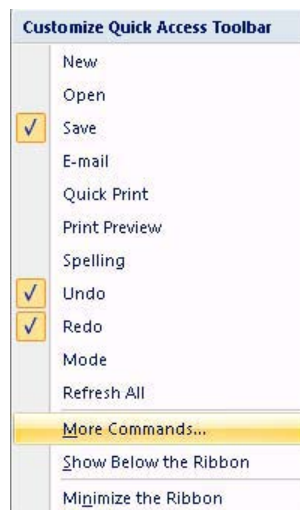 Customize Quick Access Toolbar
New
Open
Save
E-mail
Quick Print
Print Preview
Spelling
Undo
Redo
Mode
Refresh All
More Commands...
Show Below the Ribbon
Minimize the Ribbon